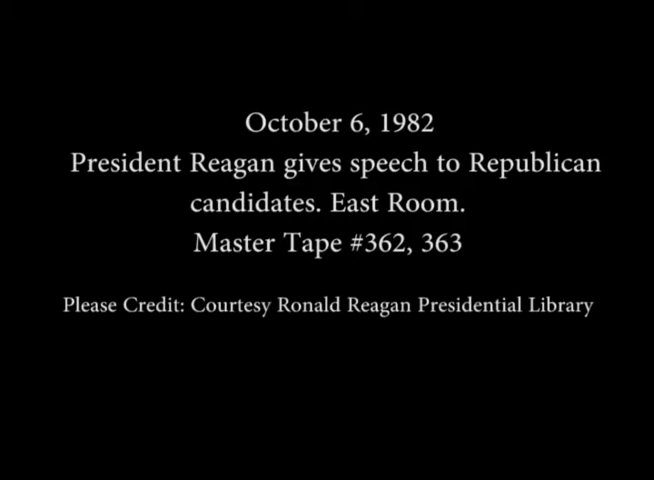 October 6, 1982
President Reagan gives speech to Republican
candidates. East Room.
Master Tape #362, 363
Please Credit: Courtesy Ronald Reagan Presidential Library